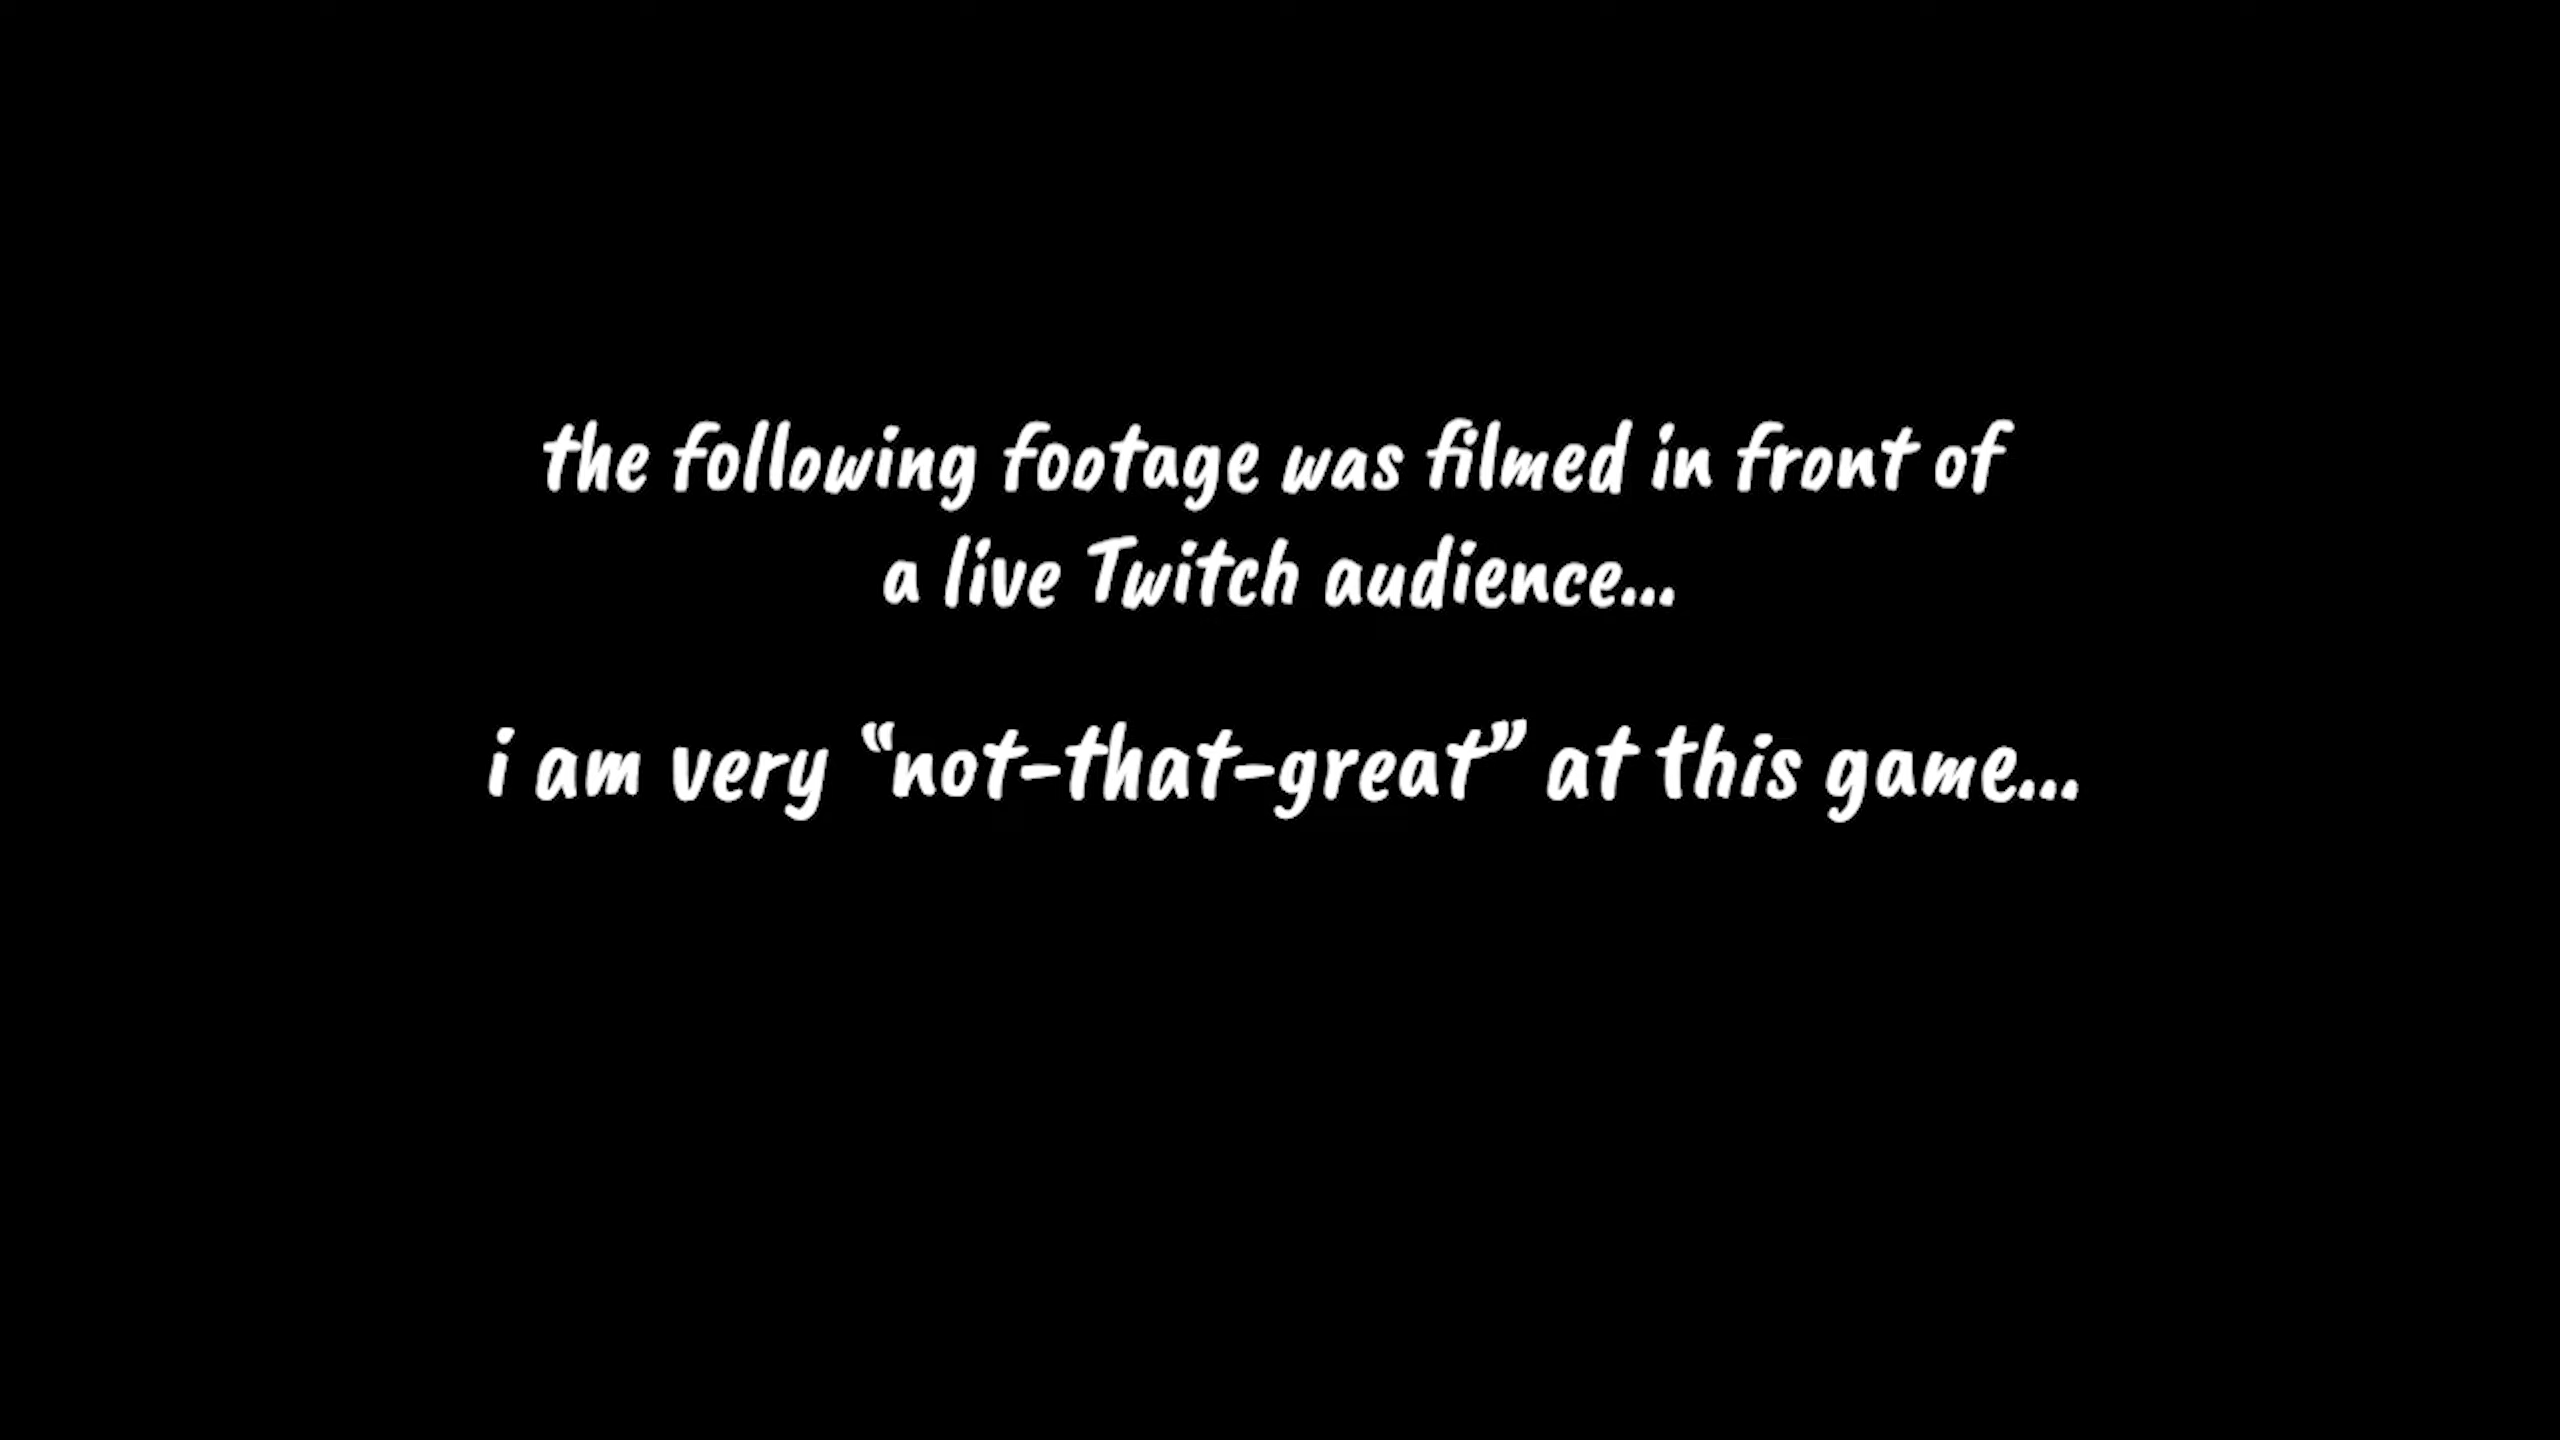 the following footage was filmed in front of
a live Twitch audience...
i am very “not-that-great” at this game...